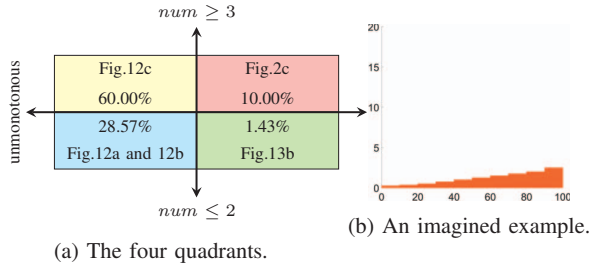 num ≥ 3
unmonotonous
Fig.12c
Fig.2c
60.00%
10.00%
28.57%
1.43%
Fig.12a and 12b
Fig.13b
num ≤ 2
(a) The four quadrants.
20
15
10
5
0
0 20 40 60 80 100
(b) An imagined example.